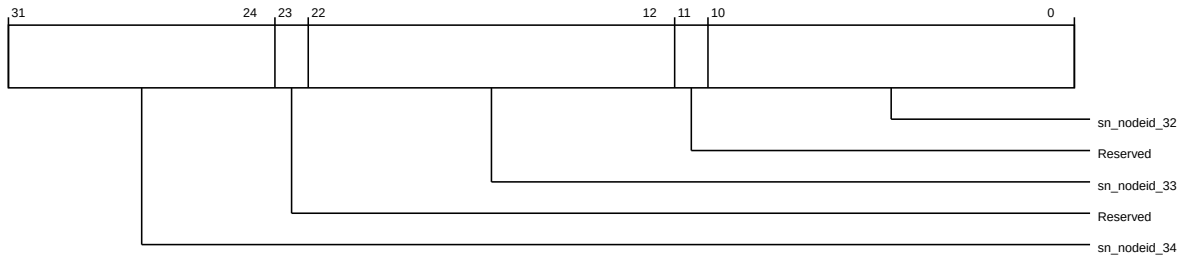 31 24 23 22 12 11 10 0
sn_nodeid_32
Reserved
sn_nodeid_33
Reserved
sn_nodeid_34